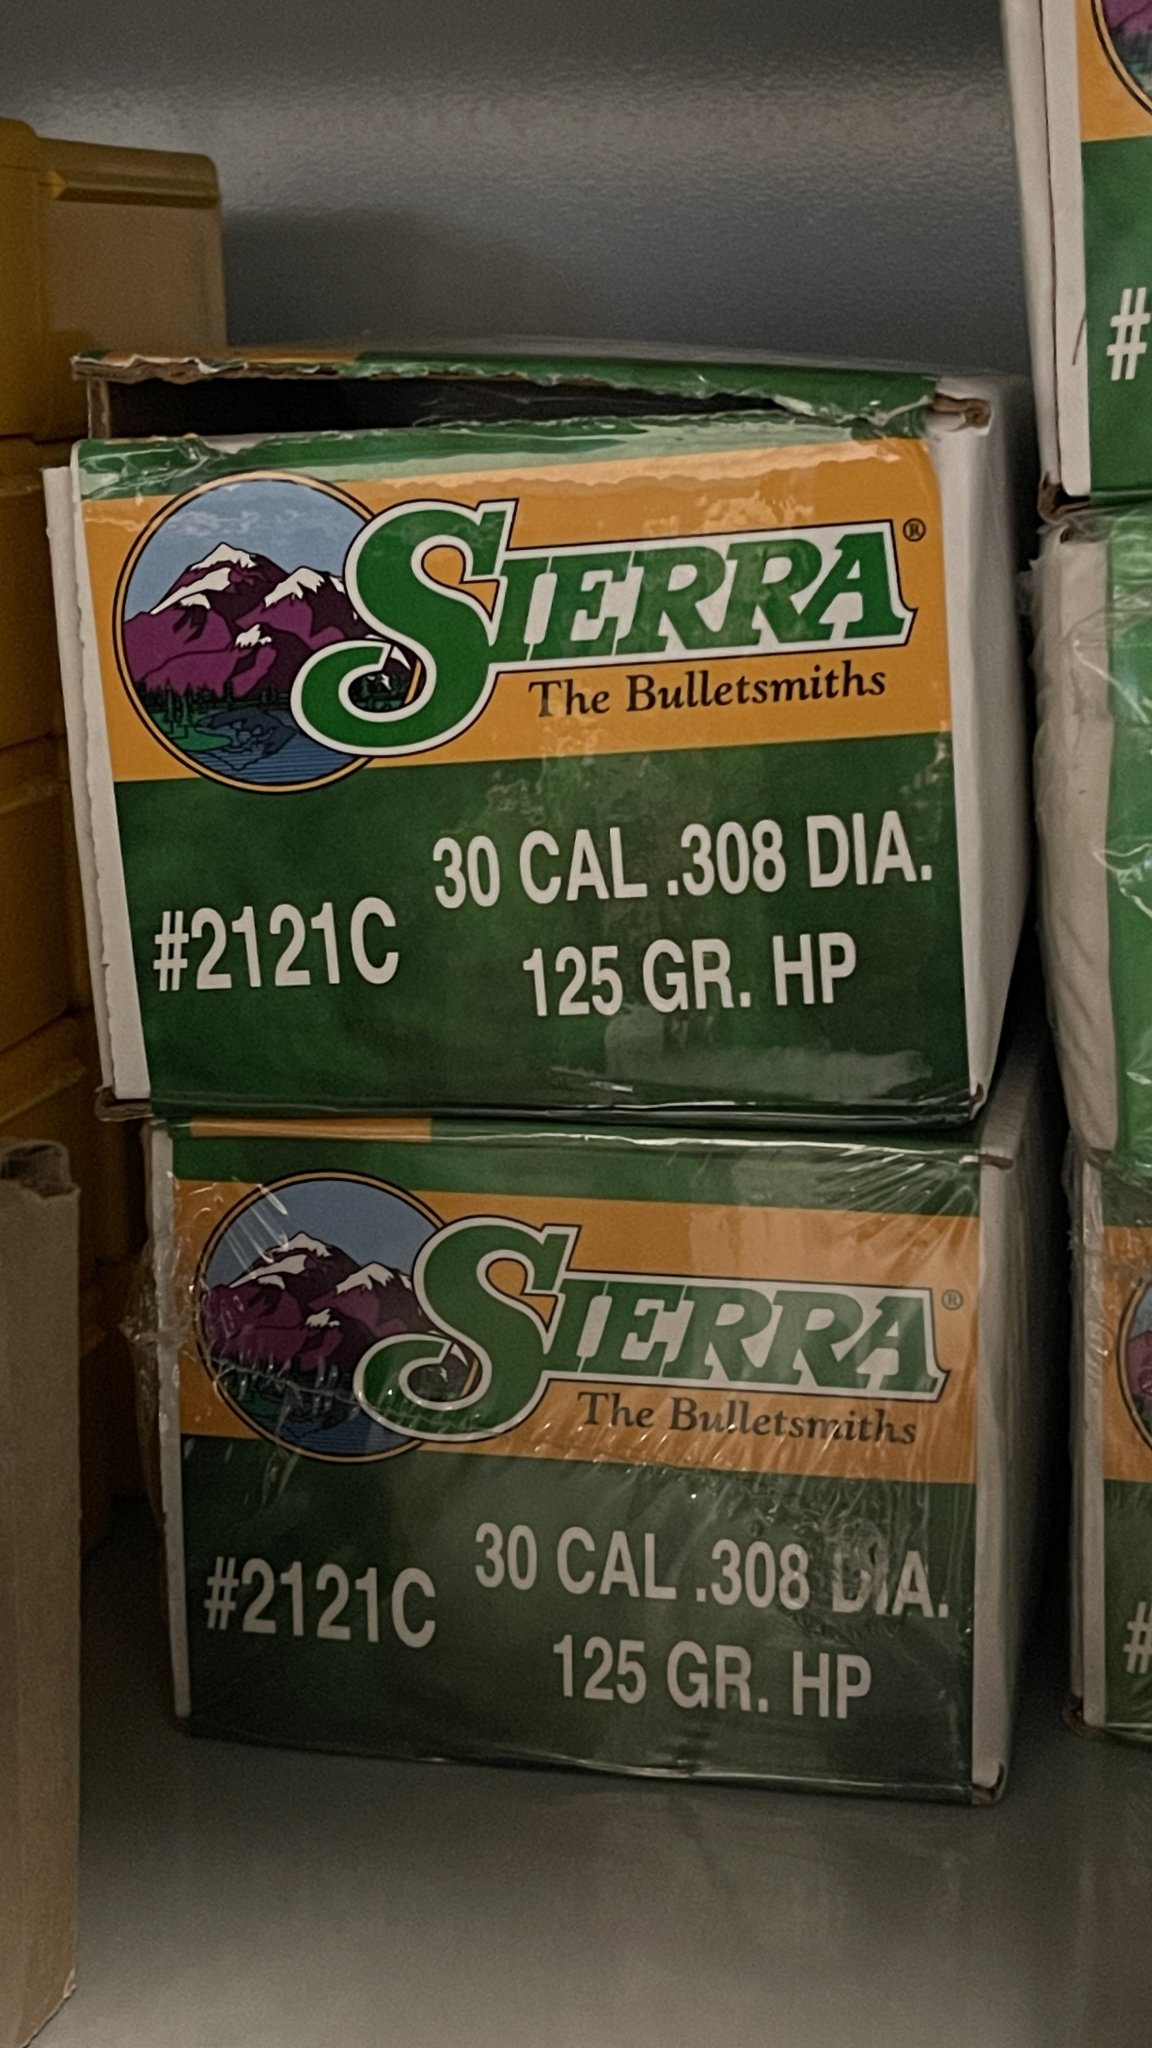 SIERRA®
The Bulletsmiths
30 CAL .308 DIA.
#2121C
125 GR. HP
SIERRA®
The Bulletsmiths
30 CAL .308 DIA.
#2121C
125 GR. HP
#
#